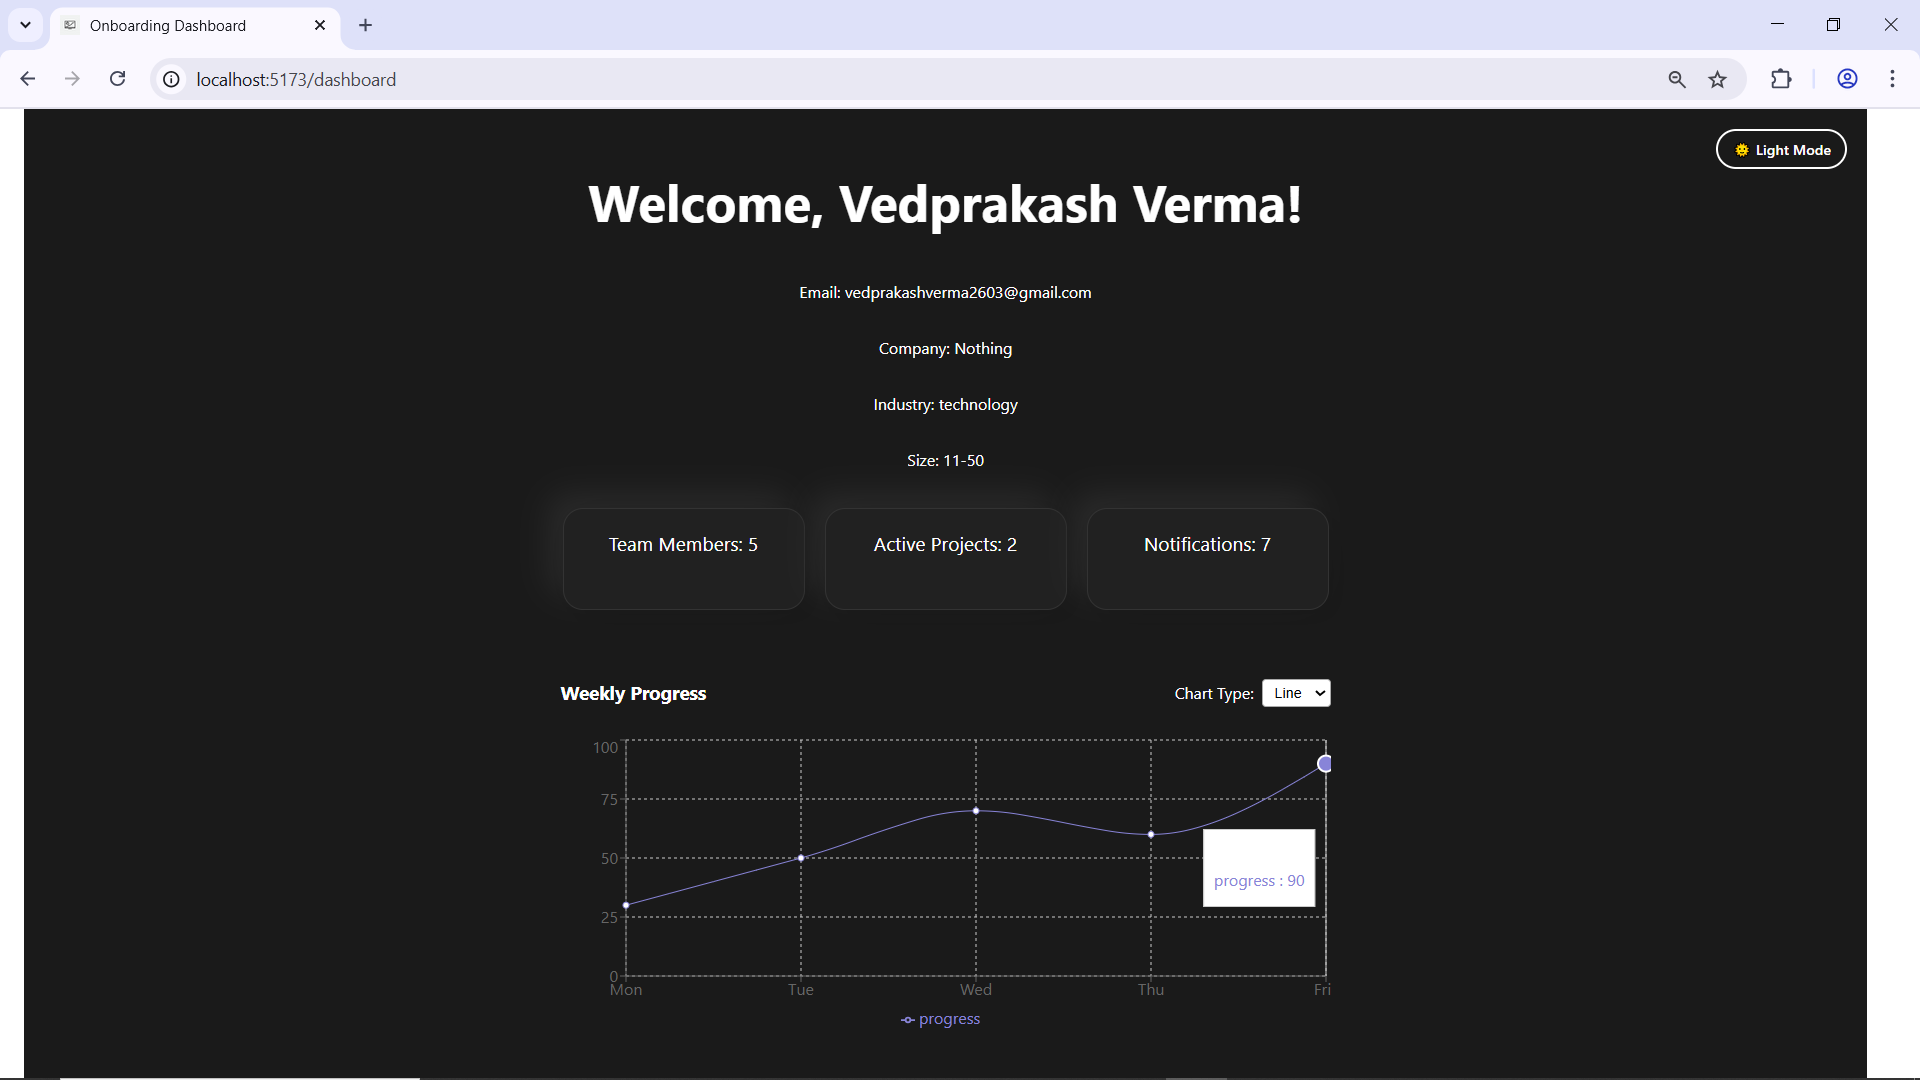 Onboarding Dashboard
localhost:5173/dashboard
Light Mode
Welcome, Vedprakash Verma!
Email: vedprakashverma2603@gmail.com
Company: Nothing
Industry: technology
Size: 11-50
Team Members: 5
Active Projects: 2
Notifications: 7
Weekly Progress
Chart Type: Line
100
75
50
25
0
progress : 90
Mon Tue Wed Thu Fri
progress